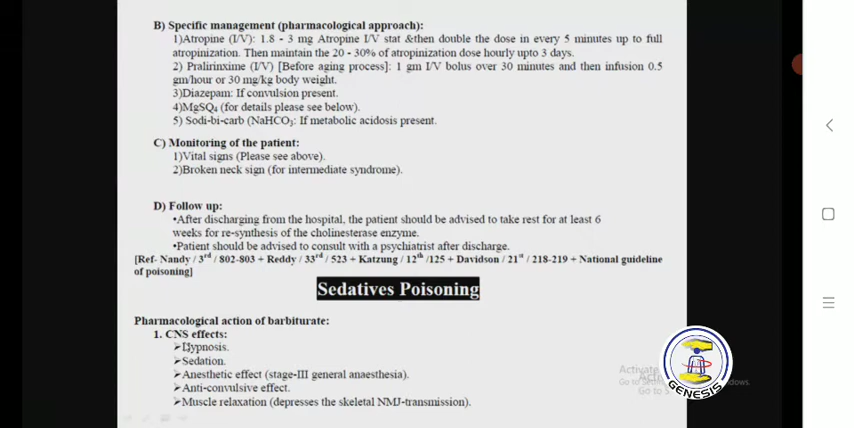 B) Specific management (pharmacological approach):
1)Atropine (I/V): 1.8 - 3 mg Atropine I/V stat &then double the dose in every 5 minutes up to full
atropinization. Then maintain the 20 - 30% of atropinization dose hourly upto 3 days.
2) Pralirinxime (I/V) [Before aging process]: 1 gm I/V bolus over 30 minutes and then infusion 0.5
gm/hour or 30 mg/kg body weight.
3)Diazepam: If convulsion present.
4)MgSO₄ (for details please see below).
5) Sodi-bi-carb (NaHCO₃: If metabolic acidosis present.
C) Monitoring of the patient:
1)Vital signs (Please see above).
2)Broken neck sign (for intermediate syndrome).
D) Follow up:
•After discharging from the hospital, the patient should be advised to take rest for at least 6
weeks for re-synthesis of the cholinesterase enzyme.
•Patient should be advised to consult with a psychiatrist after discharge.
[Ref- Nandy / 3rd / 802-803 + Reddy / 33rd / 523 + Katzung / 12th /125 + Davidson / 21st / 218-219 + National guideline
of poisoning]
Sedatives Poisoning
Pharmacological action of barbiturate:
1. CNS effects:
➢Hypnosis.
➢Sedation.
➢Anesthetic effect (stage-III general anaesthesia).
➢Anti-convulsive effect.
➢Muscle relaxation (depresses the skeletal NMJ-transmission).
Activate
Go to
GENESIS